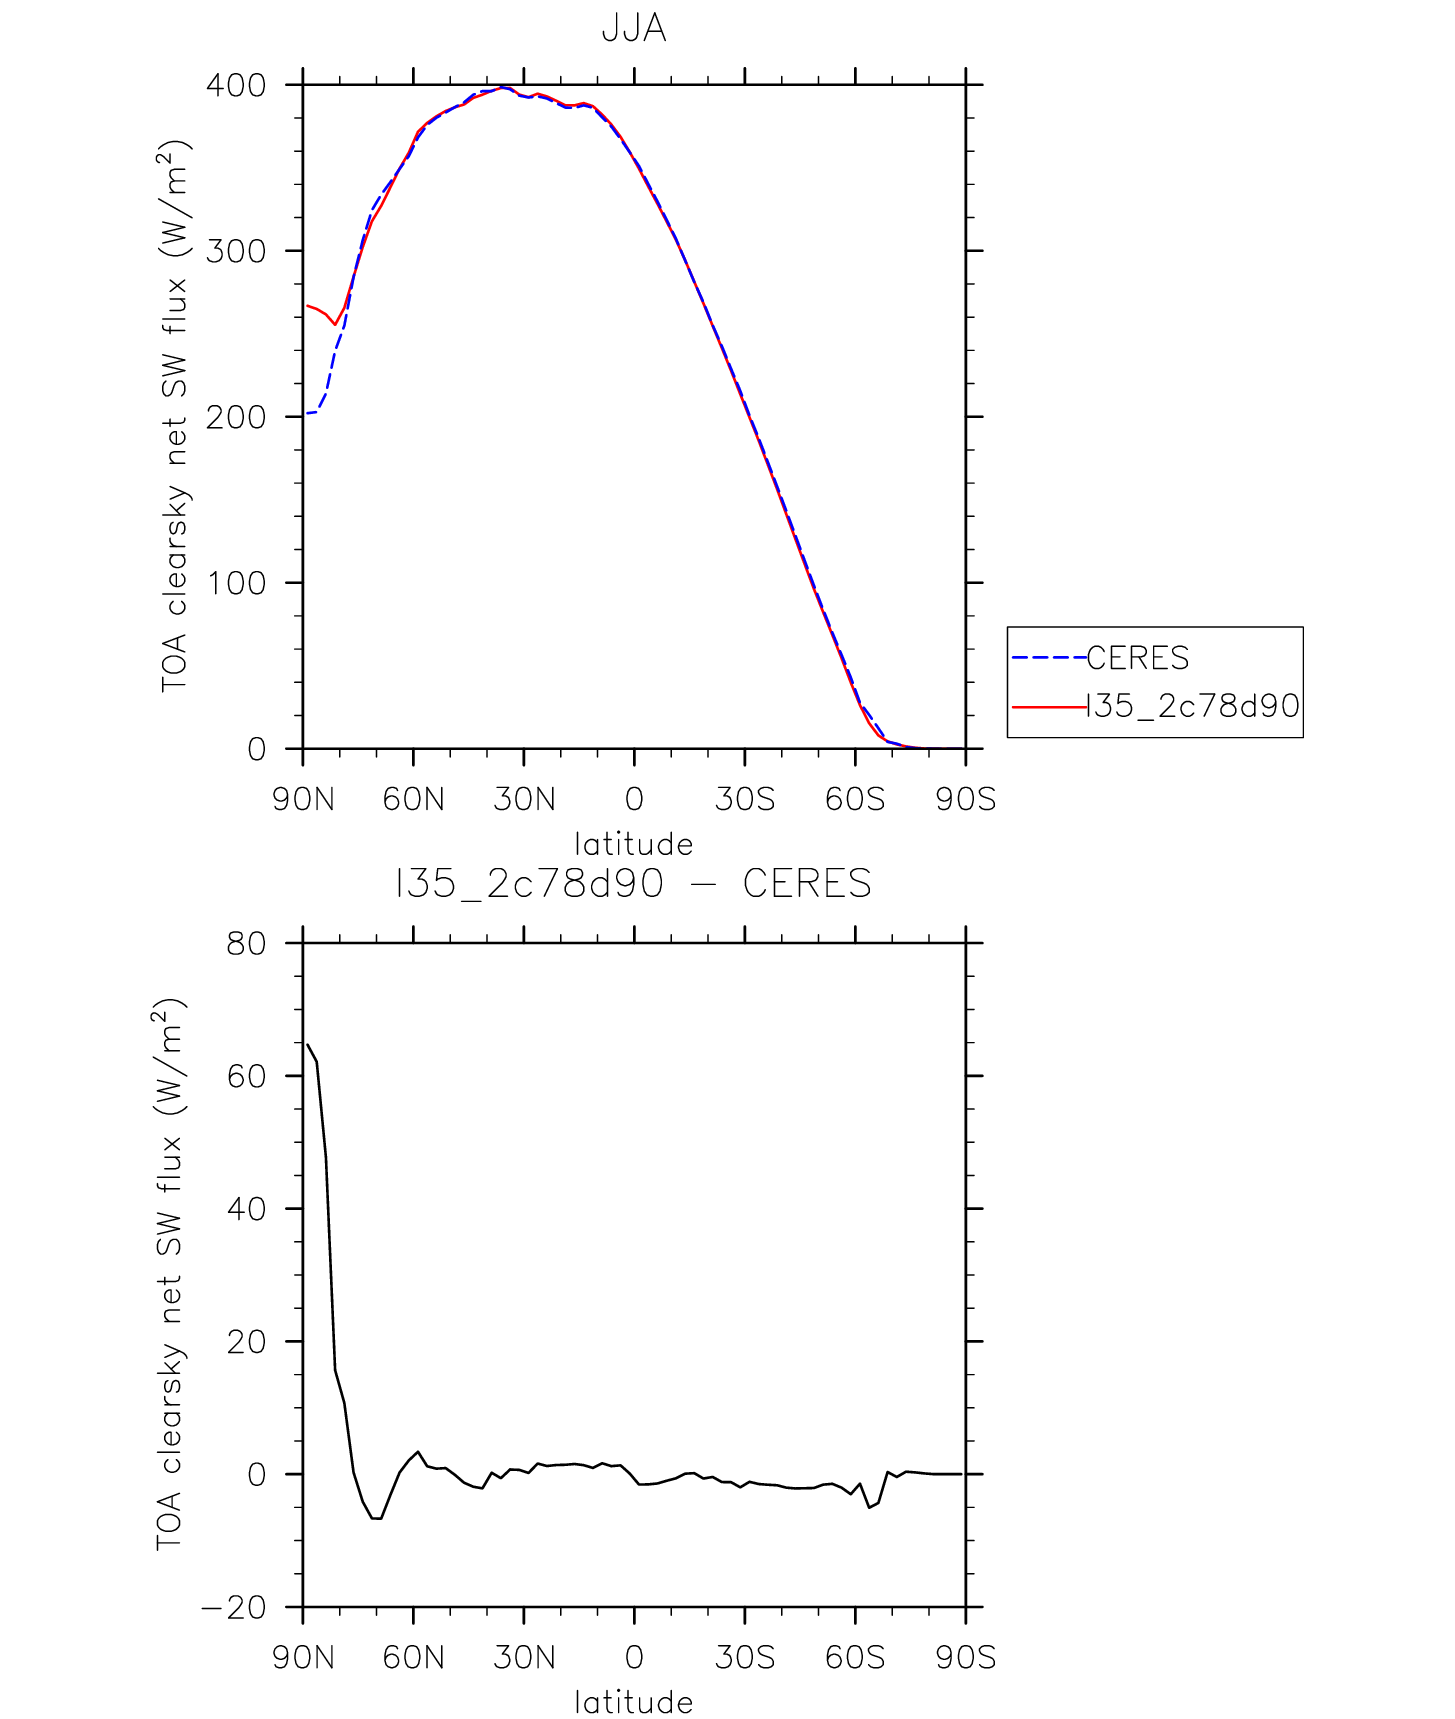 JJA
TOA clearsky net SW flux (W/m²)
400
300
200
100
0
90N 60N 30N 0 30S 60S 90S
latitude
CERES
I35_2c78d90
I35_2c78d90 − CERES
TOA clearsky net SW flux (W/m²)
80
60
40
20
0
−20
90N 60N 30N 0 30S 60S 90S
latitude